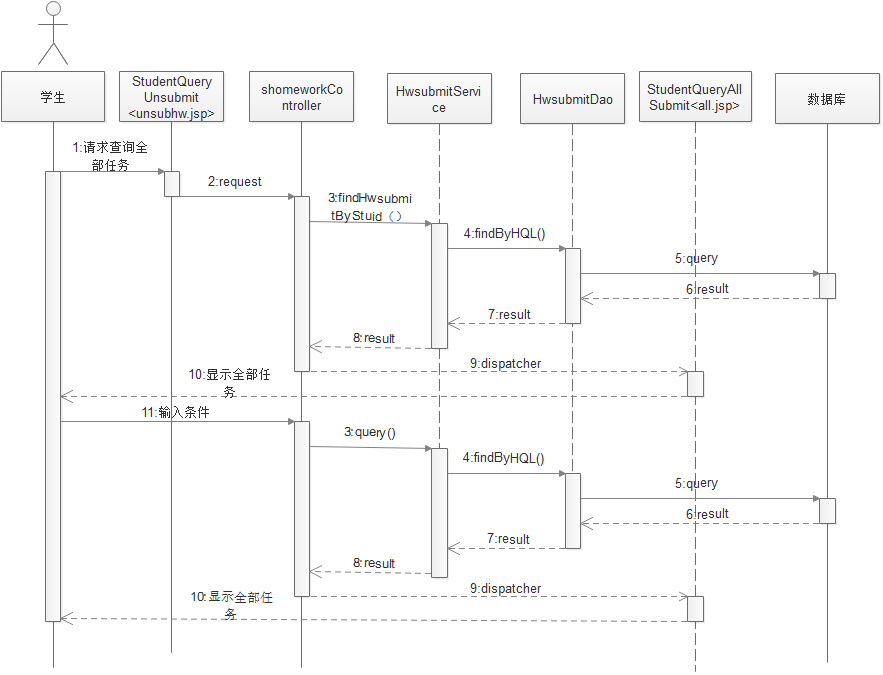 学生
StudentQuery
Unsubmit
<unsubhw.jsp>
shomeworkCo
ntroller
HwsubmitServi
ce
HwsubmitDao
StudentQueryAll
Submit<all.jsp>
数据库
1:请求查询全
部任务
2:request
3:findHwsubmi
tByStuid（）
4:findByHQL()
5:query
6:result
7:result
8:result
9:dispatcher
10:显示全部任
务
11:输入条件
3:query()
4:findByHQL()
5:query
6:result
7:result
8:result
9:dispatcher
10:显示全部任
务